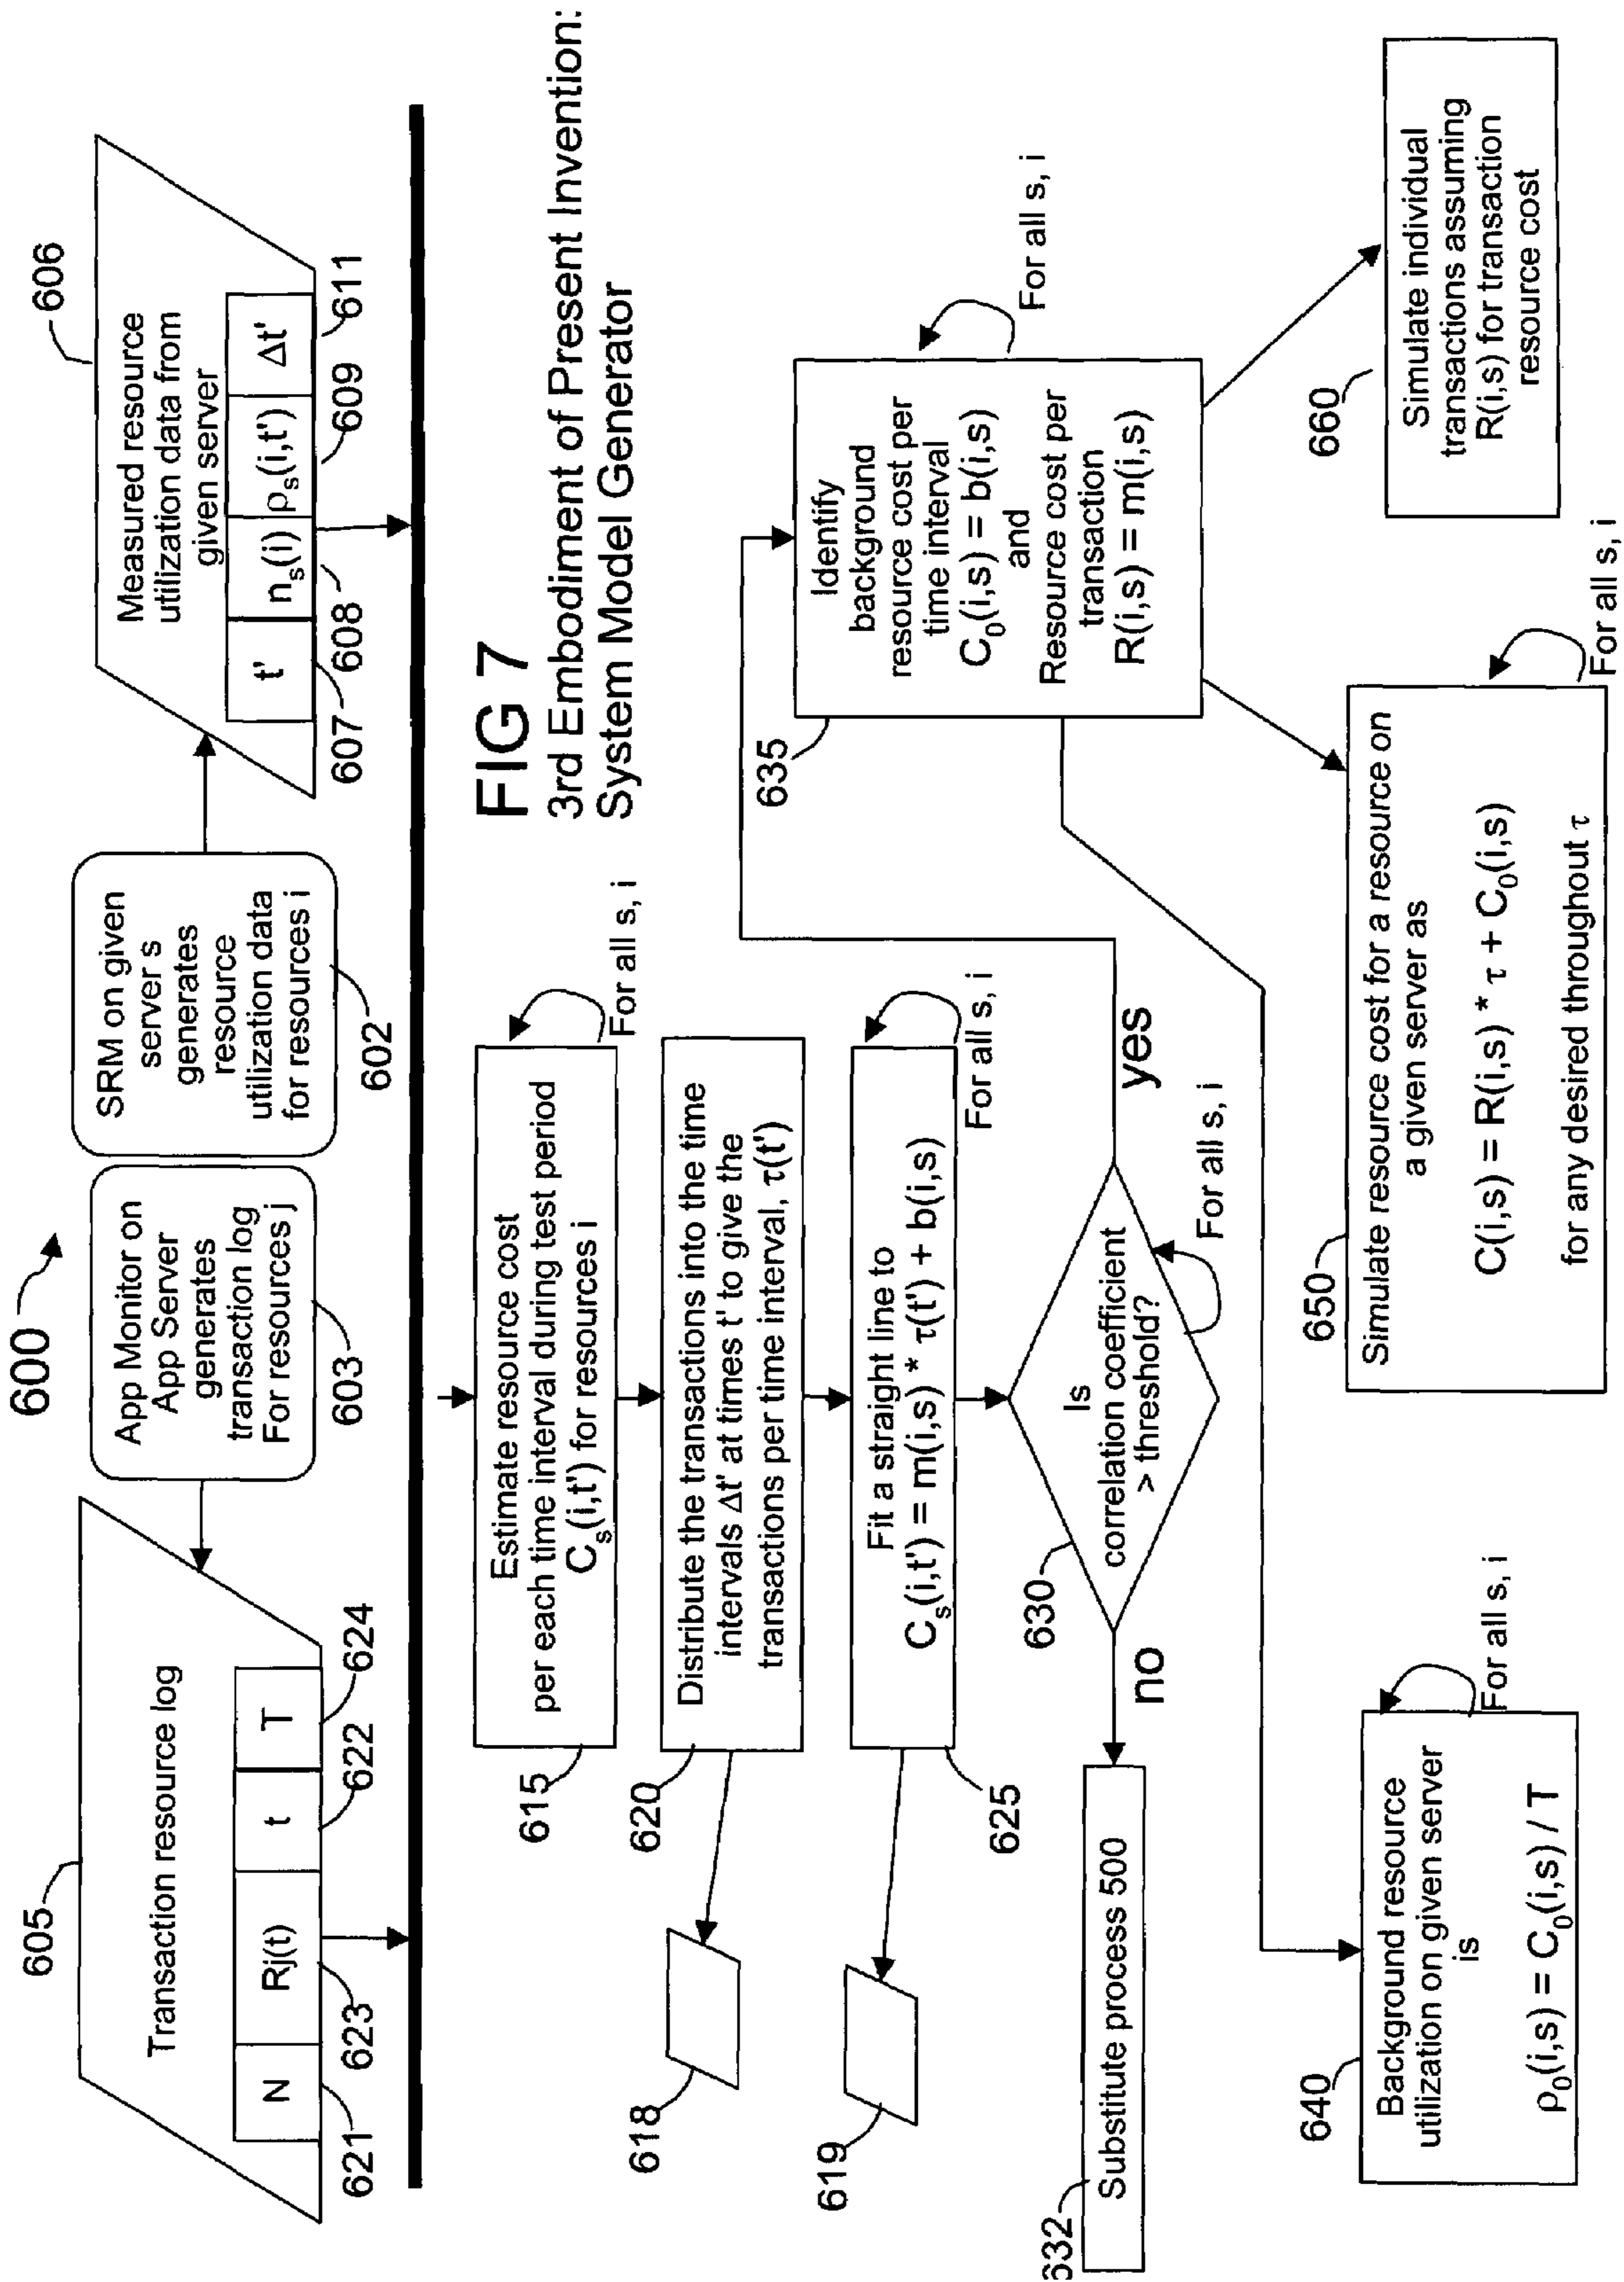 600
605
Transaction resource log
N
Rj(t)
t
T
621
623
622
624
App Monitor on
App Server
generates
transaction log
For resources j
603
SRM on given
server s
generates
resource
utilization data
for resources i
602
606
Measured resource
utilization data from
given server
t'
nₛ(i)
ρₛ(i,t')
Δt'
607
608
609
611
FIG 7
3rd Embodiment of Present Invention:
System Model Generator
Estimate resource cost
per each time interval during test period
Cₛ(i,t') for resources i
615
For all s, i
Distribute the transactions into the time
intervals Δt' at times t' to give the
transactions per time interval, τ(t')
620
618
Fit a straight line to
Cₛ(i,t') = m(i,s) * τ(t') + b(i,s)
625
For all s, i
619
Is
correlation coefficient
> threshold?
630
For all s, i
no
yes
Substitute process 500
632
Identify
background
resource cost per
time interval
C₀(i,s) = b(i,s)
and
Resource cost per
transaction
R(i,s) = m(i,s)
635
For all s, i
640
Background resource
utilization on given server
is
ρ₀(i,s) = C₀(i,s) / T
For all s, i
650
Simulate resource cost for a resource on
a given server as
C(i,s) = R(i,s) * τ + C₀(i,s)
for any desired throughout τ
For all s, i
660
Simulate individual
transactions assuming
R(i,s) for transaction
resource cost